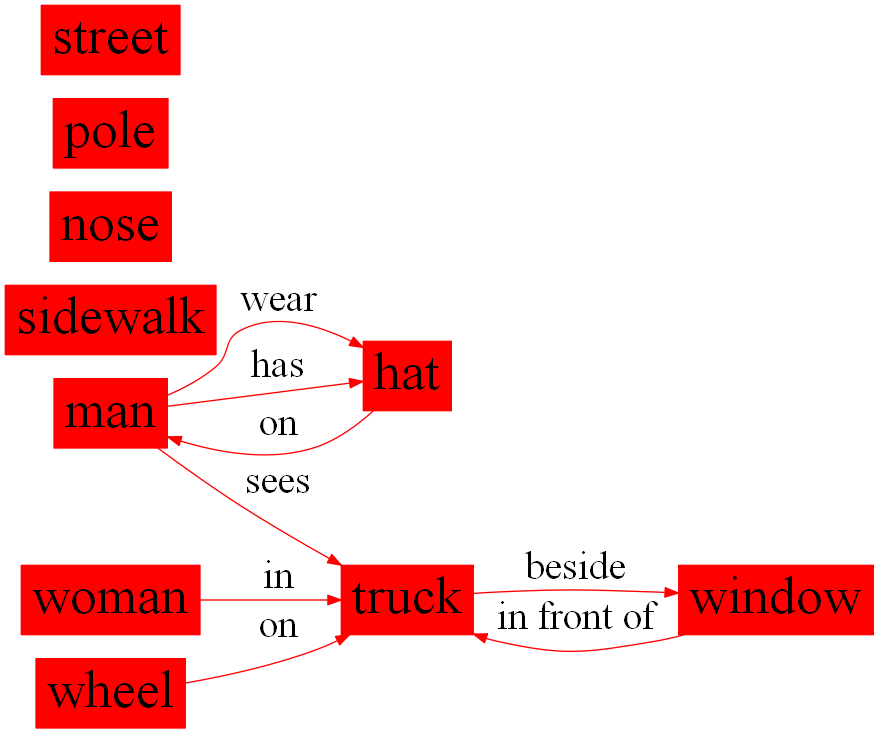 street
pole
nose
sidewalk
wear
has
hat
man
on
sees
in
beside
woman
truck
in front of
window
on
wheel